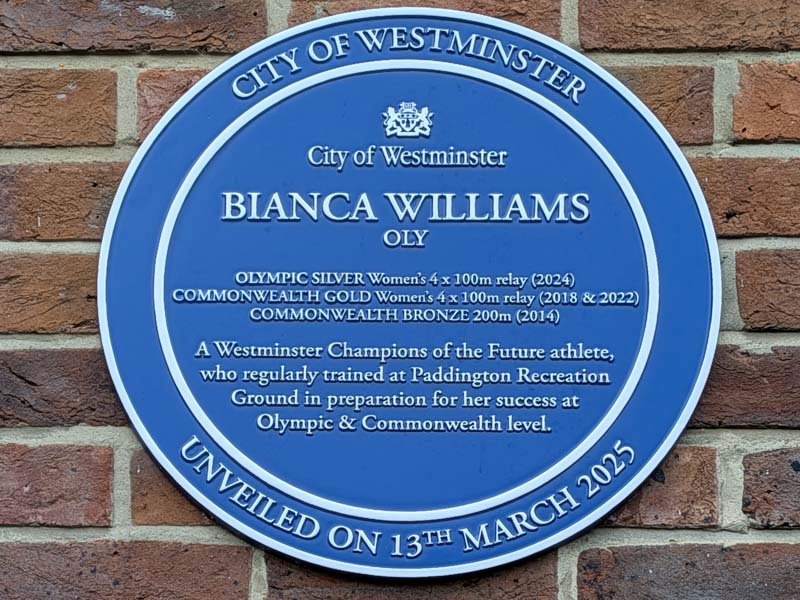 CITY OF WESTMINSTER
City of Westminster
BIANCA WILLIAMS
OLY
OLYMPIC SILVER Women's 4 x 100m relay (2024)
COMMONWEALTH GOLD Women's 4 x 100m relay (2018 & 2022)
COMMONWEALTH BRONZE 200m (2014)
A Westminster Champions of the Future athlete,
who regularly trained at Paddington Recreation
Ground in preparation for her success at
Olympic & Commonwealth level.
UNVEILED ON 13TH MARCH 2025